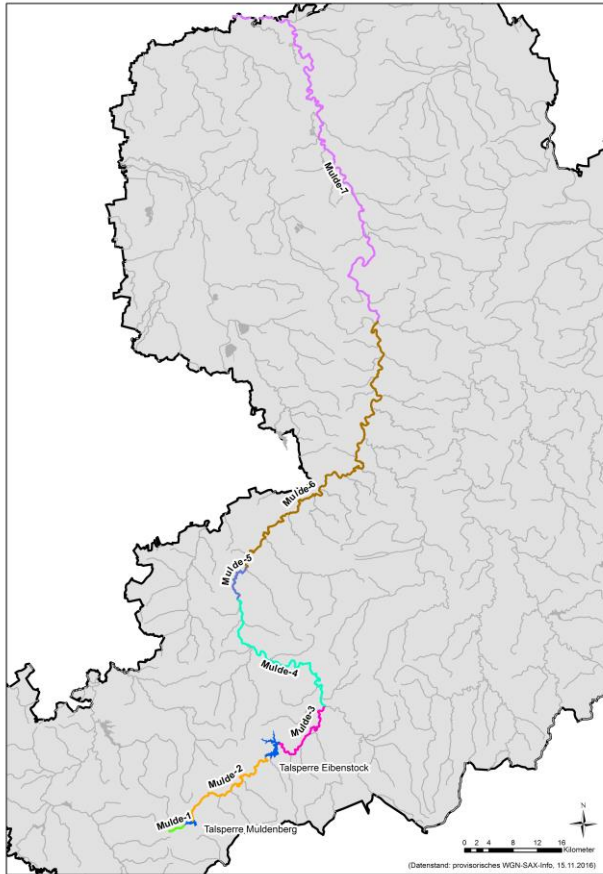 Mulde-7
Mulde-6
Mulde-5
Mulde-4
Mulde-3
Talsperre Eibenstock
Mulde-2
Mulde-1
Talsperre Muldenberg
N
0 2 4 8 12 16
Kilometer
(Datenstand: provisorisches WGN-SAX-Info, 15.11.2016)